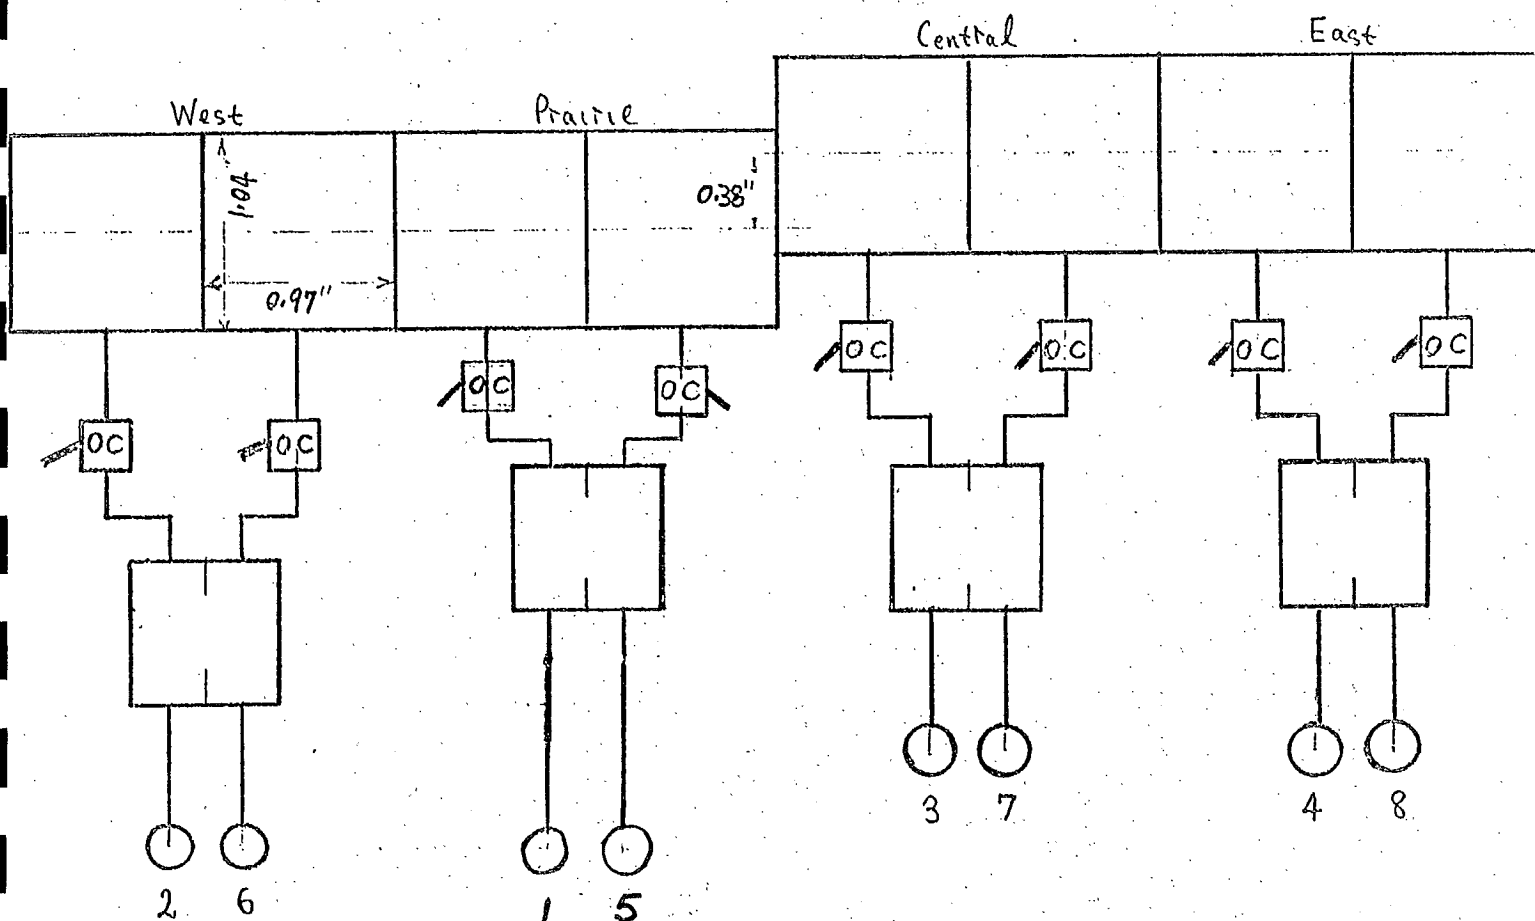 Central East
West Prairie
1.04
0.38"
0.97"
OC OC OC OC
OC OC
OC OC
3 7 4 8
2 6 1 5